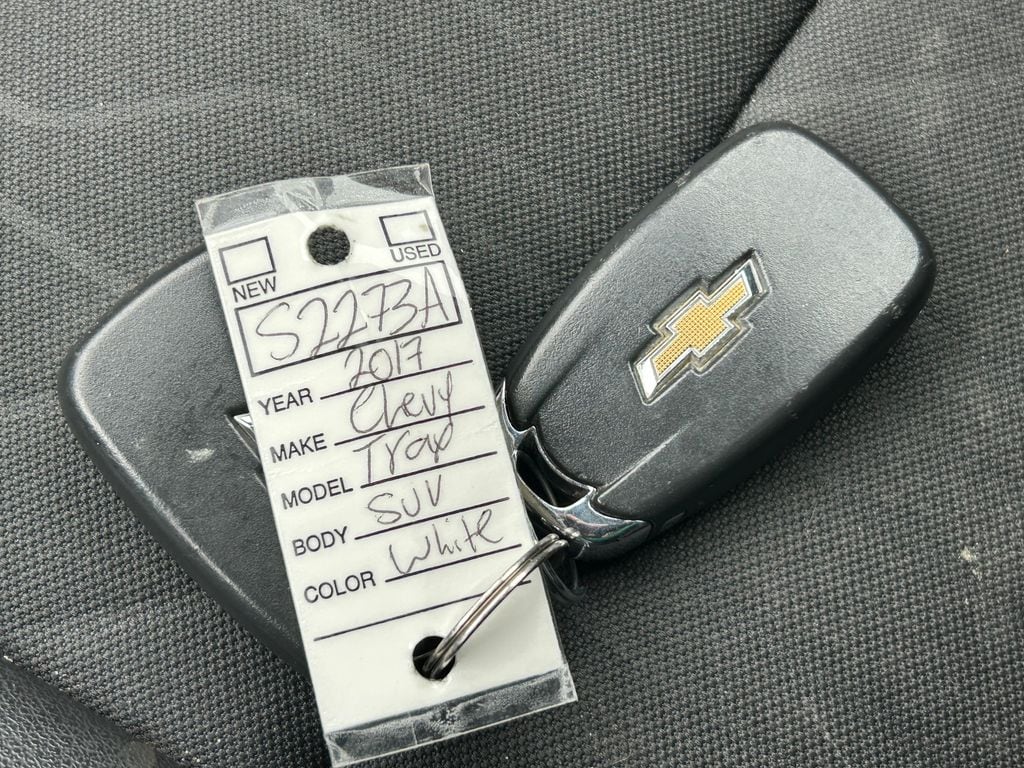 NEW USED
S2273A
YEAR 2017
MAKE Chevy
MODEL Trax
BODY SUV
COLOR White